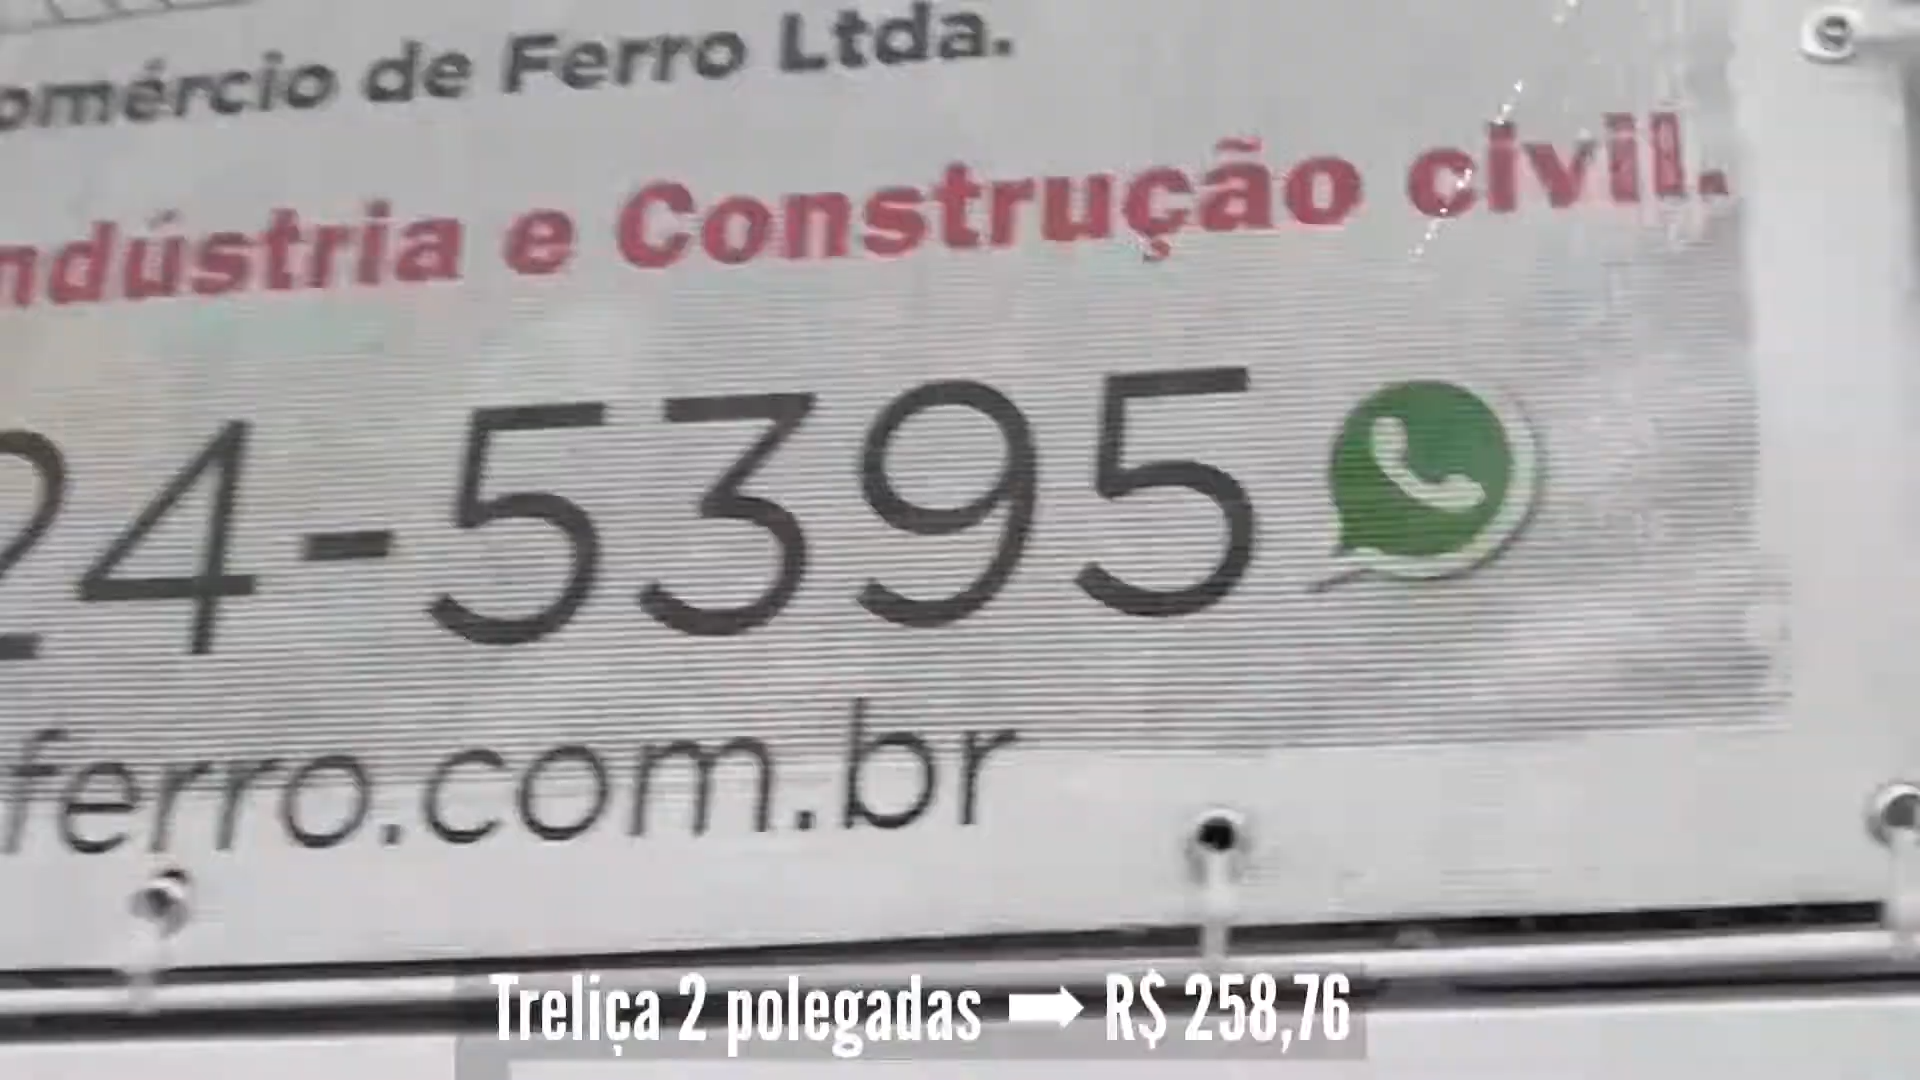 omércio de Ferro Ltda.
ndústria e Construção civil.
24-5395
ferro.com.br
Treliça 2 polegadas ➡ R$ 258,76